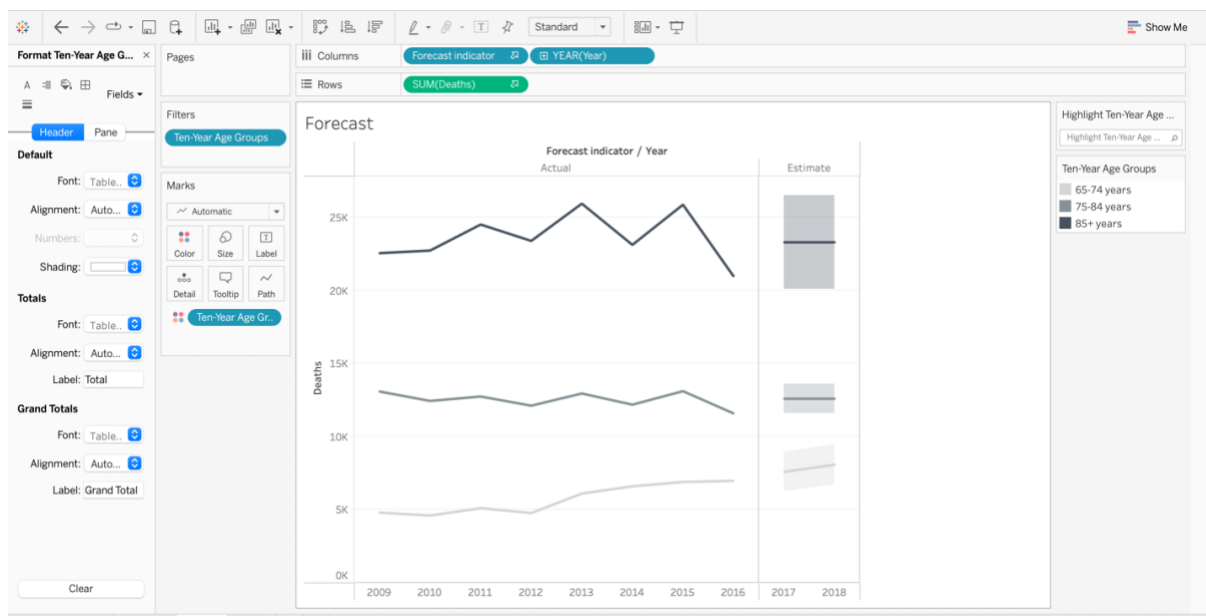 Standard
Show Me
Format Ten-Year Age G... ×
Fields
Header Pane
Default
Font: Table..
Alignment: Auto...
Numbers:
Shading:
Totals
Font: Table..
Alignment: Auto...
Label: Total
Grand Totals
Font: Table..
Alignment: Auto...
Label: Grand Total
Clear
Pages
Filters
Ten-Year Age Groups
Marks
Automatic
Color Size Label
Detail Tooltip Path
Ten-Year Age Gr..
Columns Forecast indicator YEAR(Year)
Rows SUM(Deaths)
Forecast
Forecast indicator / Year
Actual Estimate
Deaths
25K
20K
15K
10K
5K
0K
2009 2010 2011 2012 2013 2014 2015 2016 2017 2018
Highlight Ten-Year Age ...
Highlight Ten-Year Age ...
Ten-Year Age Groups
65-74 years
75-84 years
85+ years